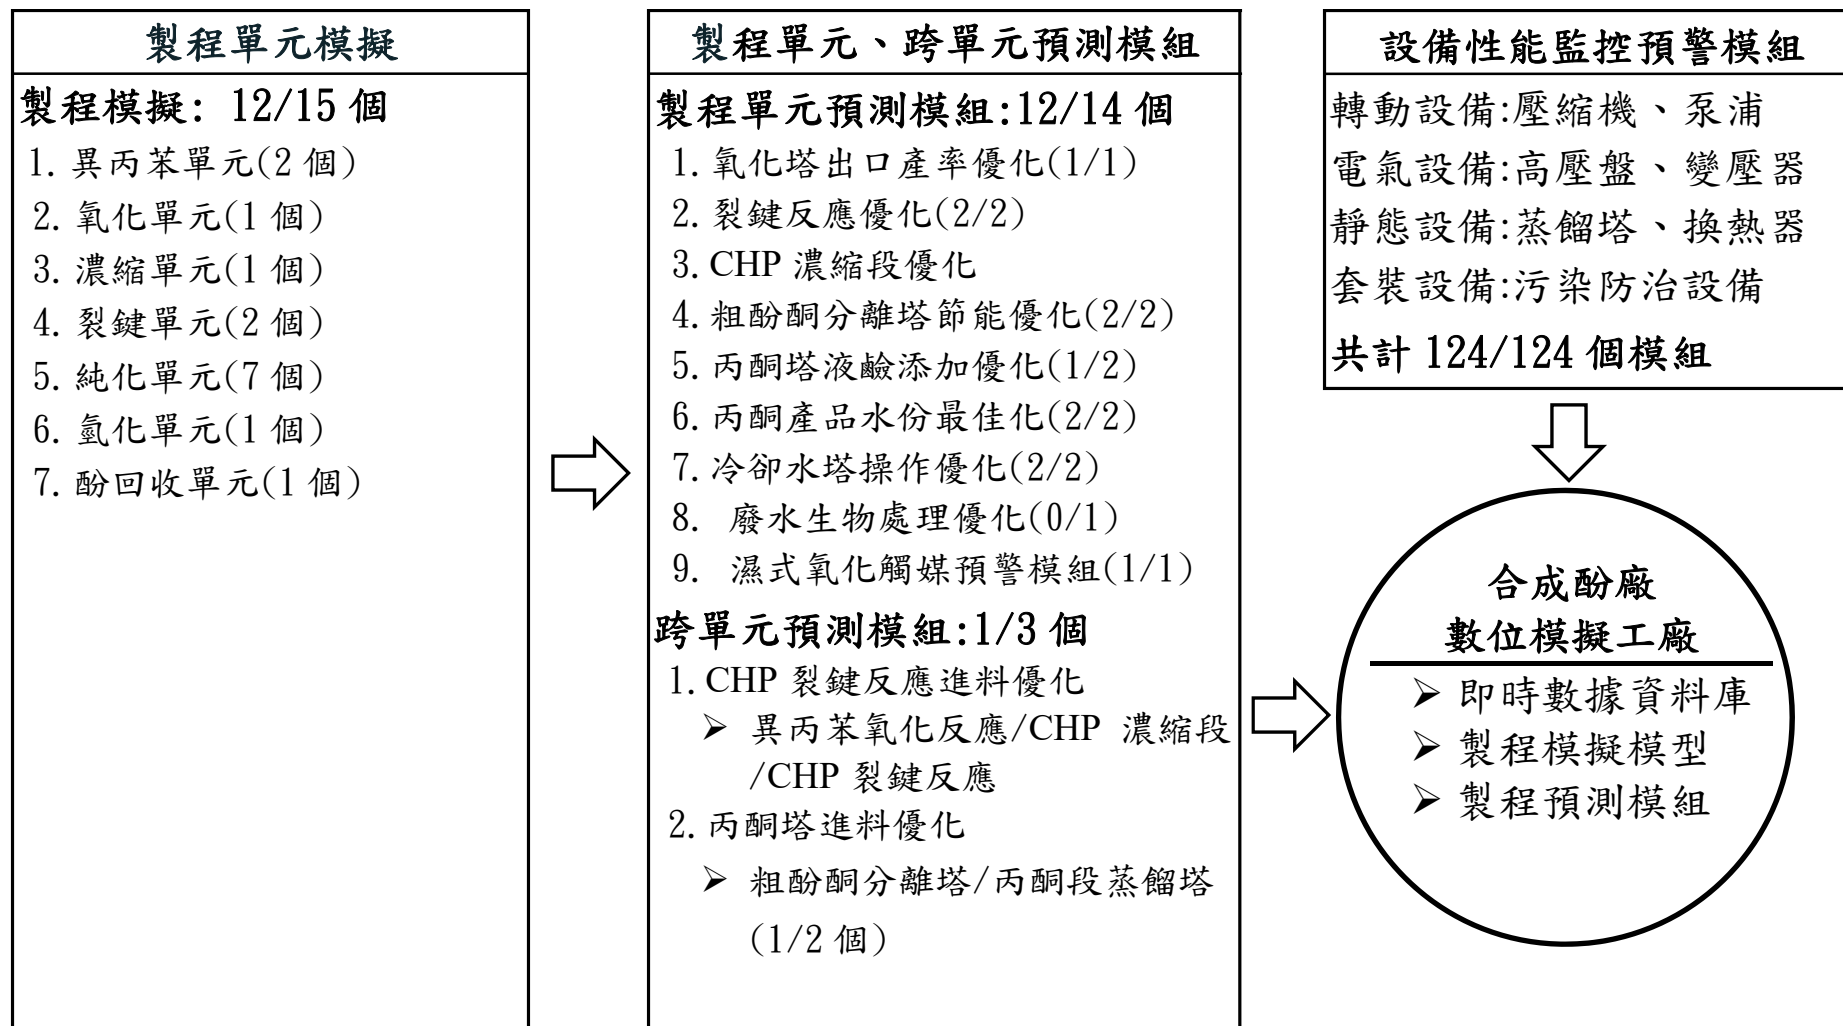 製程單元模擬
製程模擬: 12/15 個
1. 異丙苯單元(2 個)
2. 氧化單元(1 個)
3. 濃縮單元(1 個)
4. 裂鍵單元(2 個)
5. 純化單元(7 個)
6. 氫化單元(1 個)
7. 酚回收單元(1 個)
製程單元、跨單元預測模組
製程單元預測模組:12/14 個
1. 氧化塔出口產率優化(1/1)
2. 裂鍵反應優化(2/2)
3. CHP 濃縮段優化
4. 粗酚酮分離塔節能優化(2/2)
5. 丙酮塔液鹼添加優化(1/2)
6. 丙酮產品水份最佳化(2/2)
7. 冷卻水塔操作優化(2/2)
8. 廢水生物處理優化(0/1)
9. 濕式氧化觸媒預警模組(1/1)
跨單元預測模組:1/3 個
1. CHP 裂鍵反應進料優化
➢ 異丙苯氧化反應/CHP 濃縮段
/CHP 裂鍵反應
2. 丙酮塔進料優化
➢ 粗酚酮分離塔/丙酮段蒸餾塔
(1/2 個)
設備性能監控預警模組
轉動設備:壓縮機、泵浦
電氣設備:高壓盤、變壓器
靜態設備:蒸餾塔、換熱器
套裝設備:污染防治設備
共計 124/124 個模組
合成酚廠
數位模擬工廠
➢ 即時數據資料庫
➢ 製程模擬模型
➢ 製程預測模組